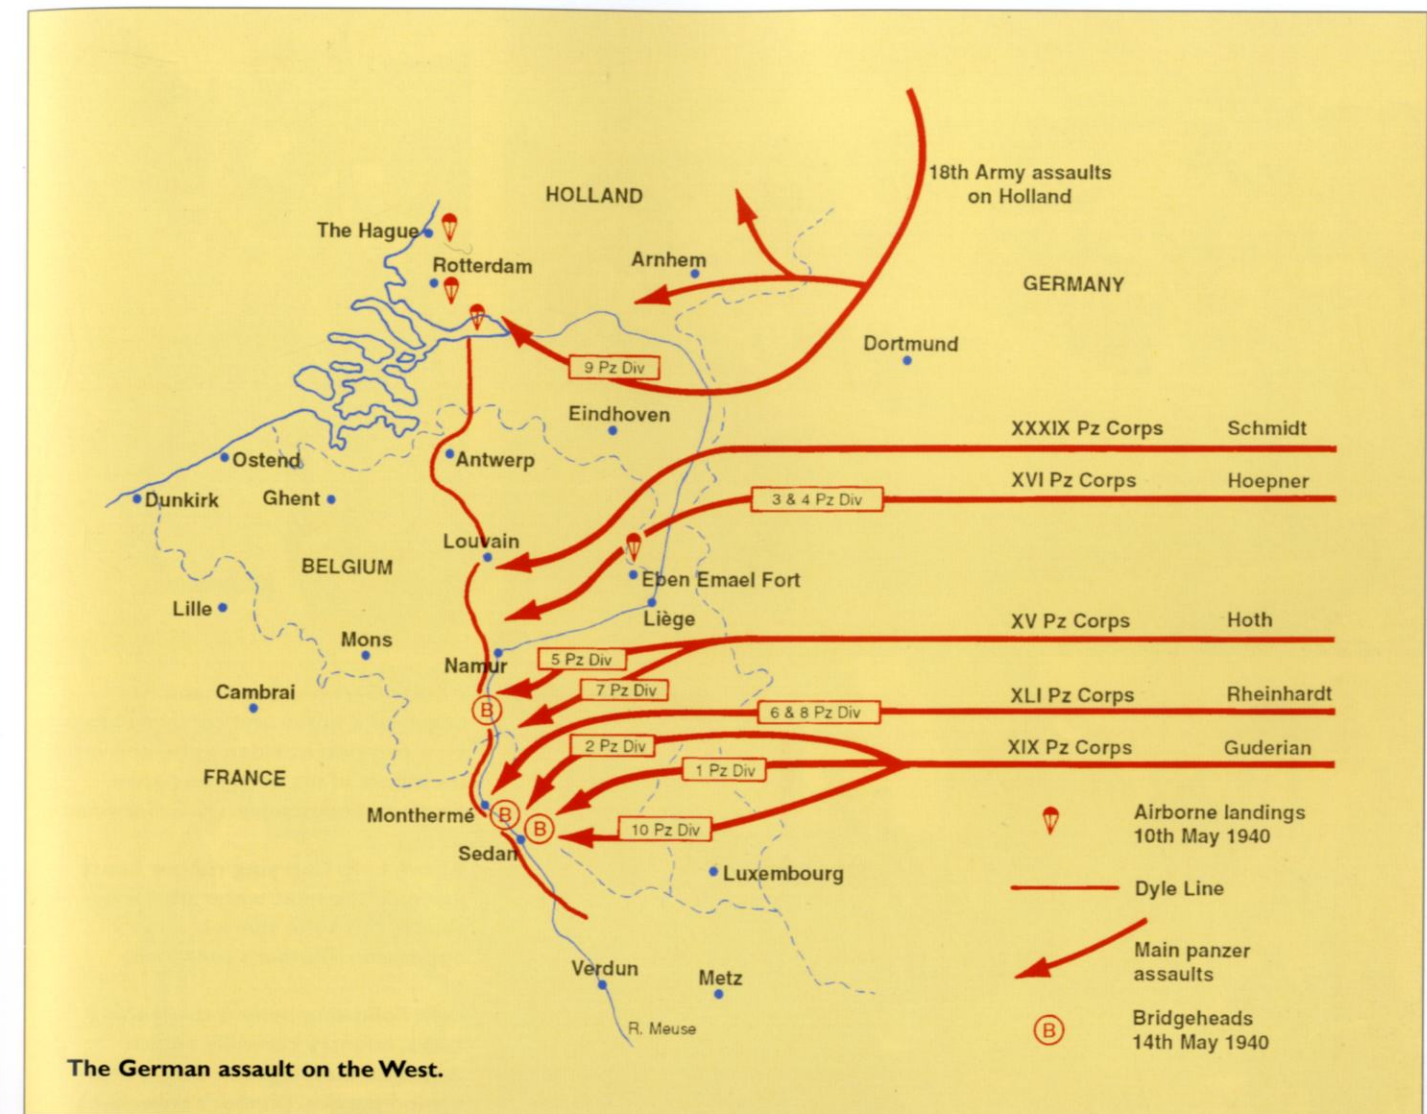 18th Army assaults
on Holland
HOLLAND
The Hague
Rotterdam
Arnhem
GERMANY
Dortmund
9 Pz Div
Eindhoven
XXXIX Pz Corps Schmidt
Ostend
Antwerp
XVI Pz Corps Hoepner
Dunkirk
Ghent
3 & 4 Pz Div
Louvain
BELGIUM
Eben Emael Fort
Lille
Liège
XV Pz Corps Hoth
Mons
Namur
5 Pz Div
7 Pz Div
Cambrai
XLI Pz Corps Rheinhardt
B
6 & 8 Pz Div
2 Pz Div
XIX Pz Corps Guderian
FRANCE
1 Pz Div
Monthermé
B
B
10 Pz Div
Sedan
Luxembourg
Airborne landings
10th May 1940
Dyle Line
Main panzer
assaults
Verdun
Metz
R. Meuse
B
Bridgeheads
14th May 1940
The German assault on the West.